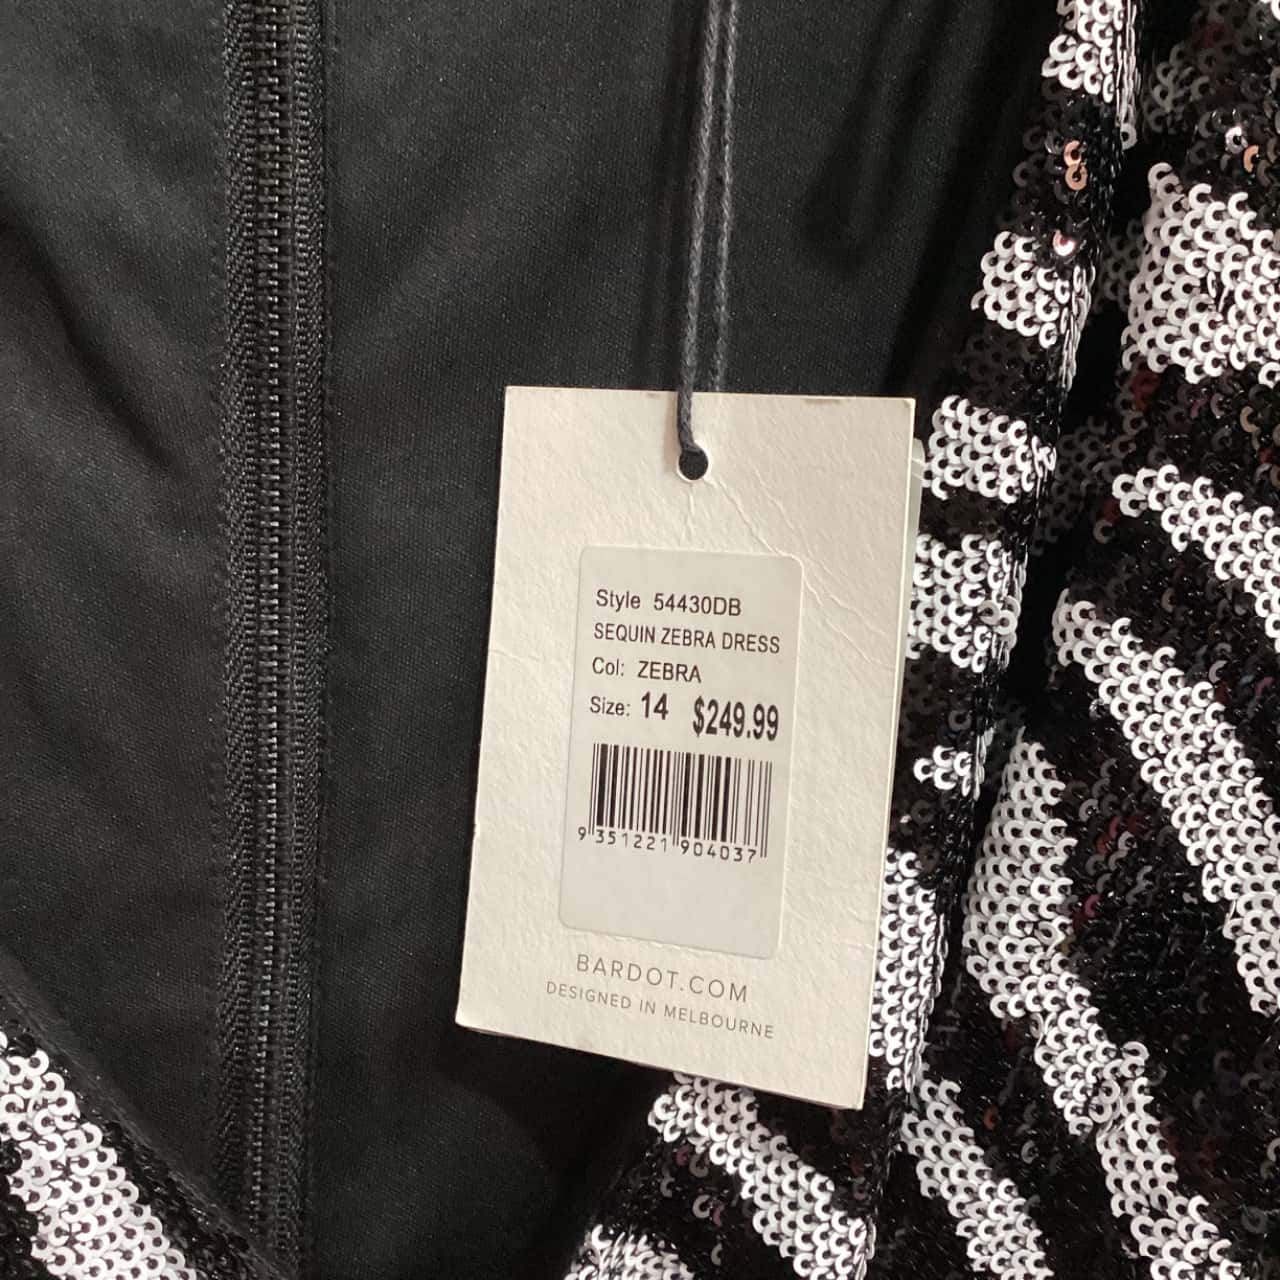 Style 54430DB
SEQUIN ZEBRA DRESS
Col: ZEBRA
Size: 14 $249.99
9 351221 904037
BARDOT.COM
DESIGNED IN MELBOURNE